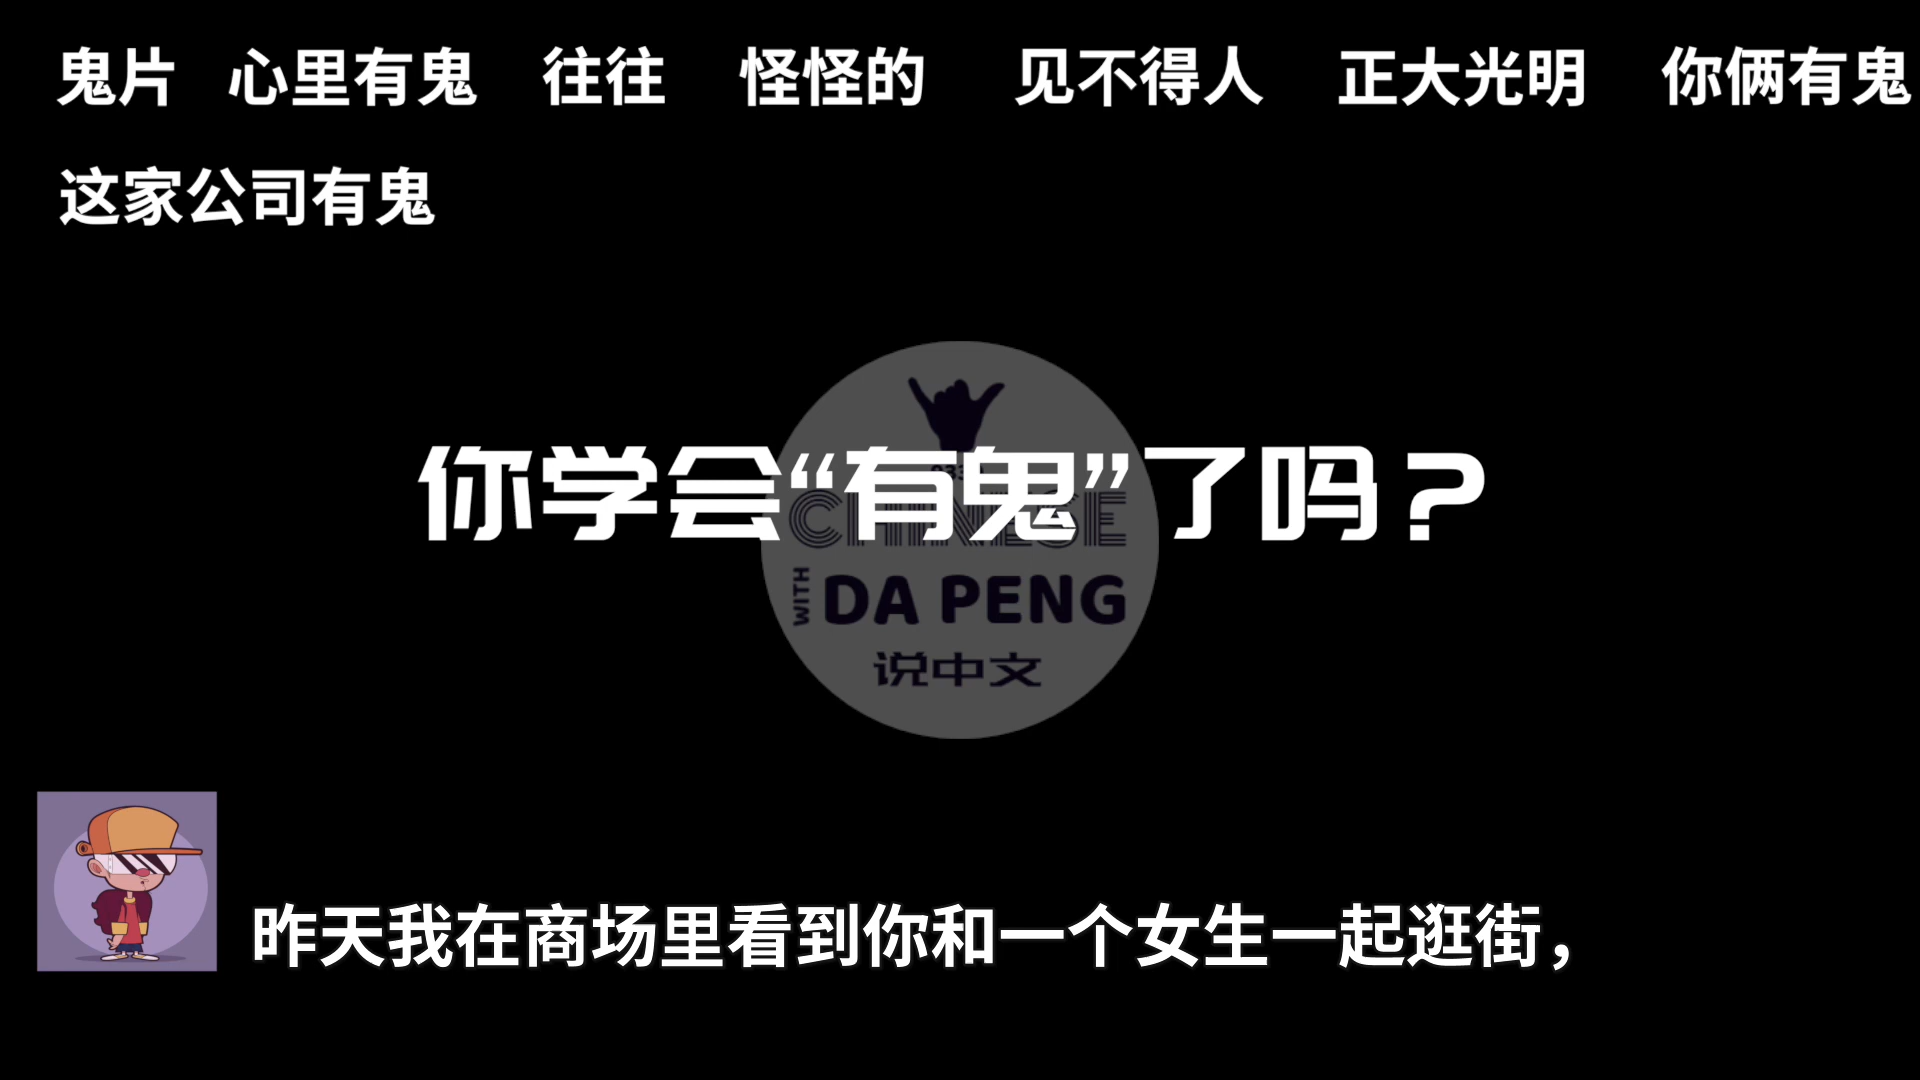 鬼片 心里有鬼 往往 怪怪的 见不得人 正大光明 你俩有鬼
这家公司有鬼
你学会“有鬼”了吗？
CHINESE
WITH DA PENG
说中文
昨天我在商场里看到你和一个女生一起逛街，